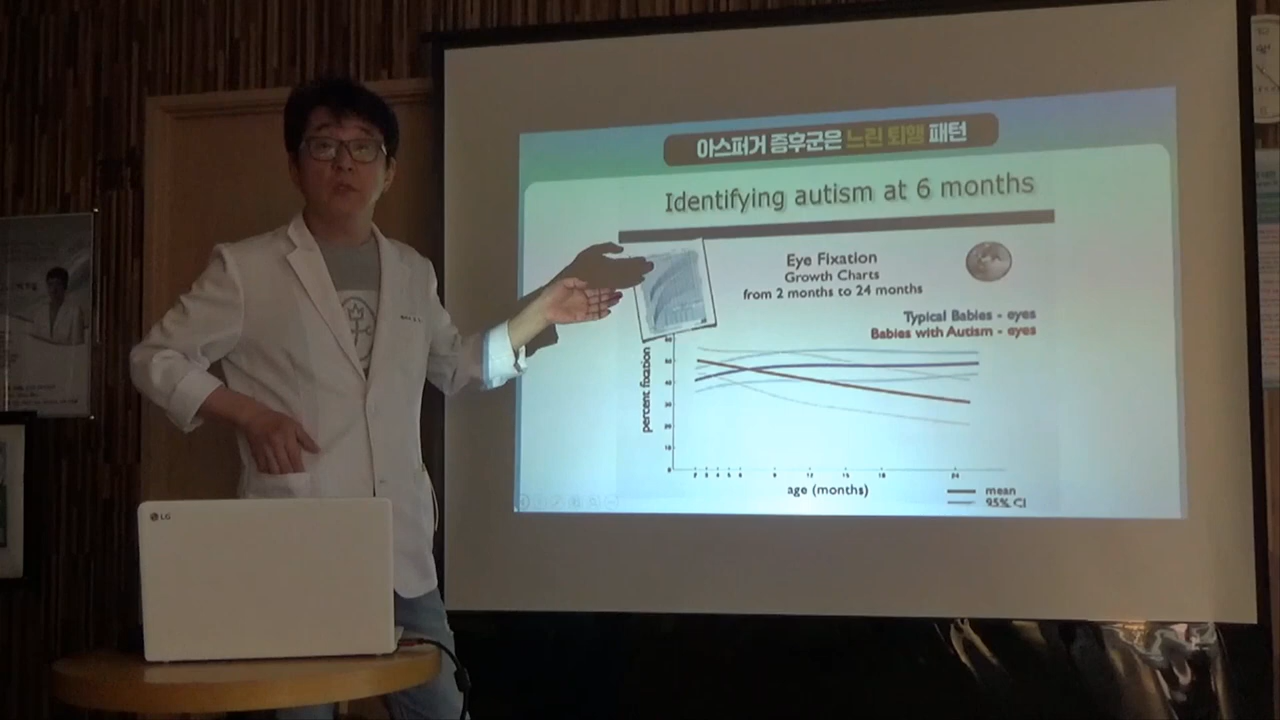 아스퍼거 증후군은 느린 퇴행 패턴
Identifying autism at 6 months
Eye Fixation
Growth Charts
from 2 months to 24 months
Typical Babies - eyes
Babies with Autism - eyes
percent fixation
age (months)
mean
95% CI
LG